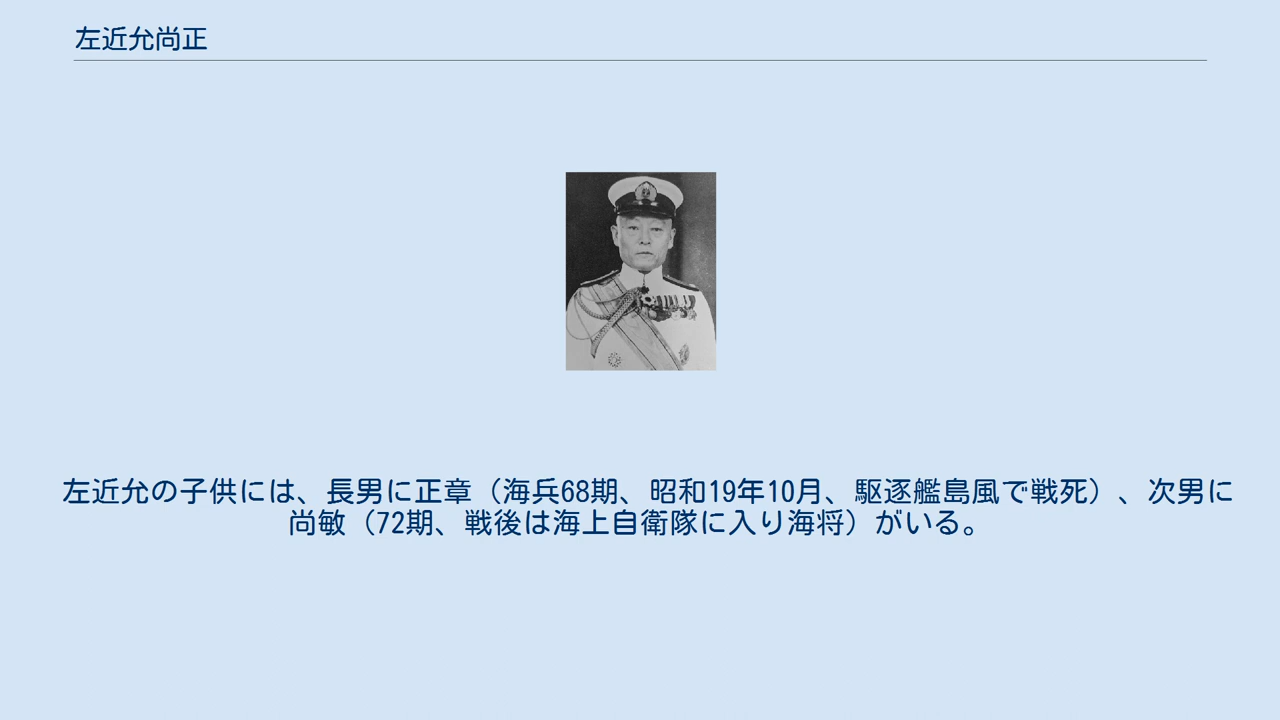 左近允尚正
左近允の子供には、長男に正章（海兵68期、昭和19年10月、駆逐艦島風で戦死）、次男に
尚敏（72期、戦後は海上自衛隊に入り海将）がいる。